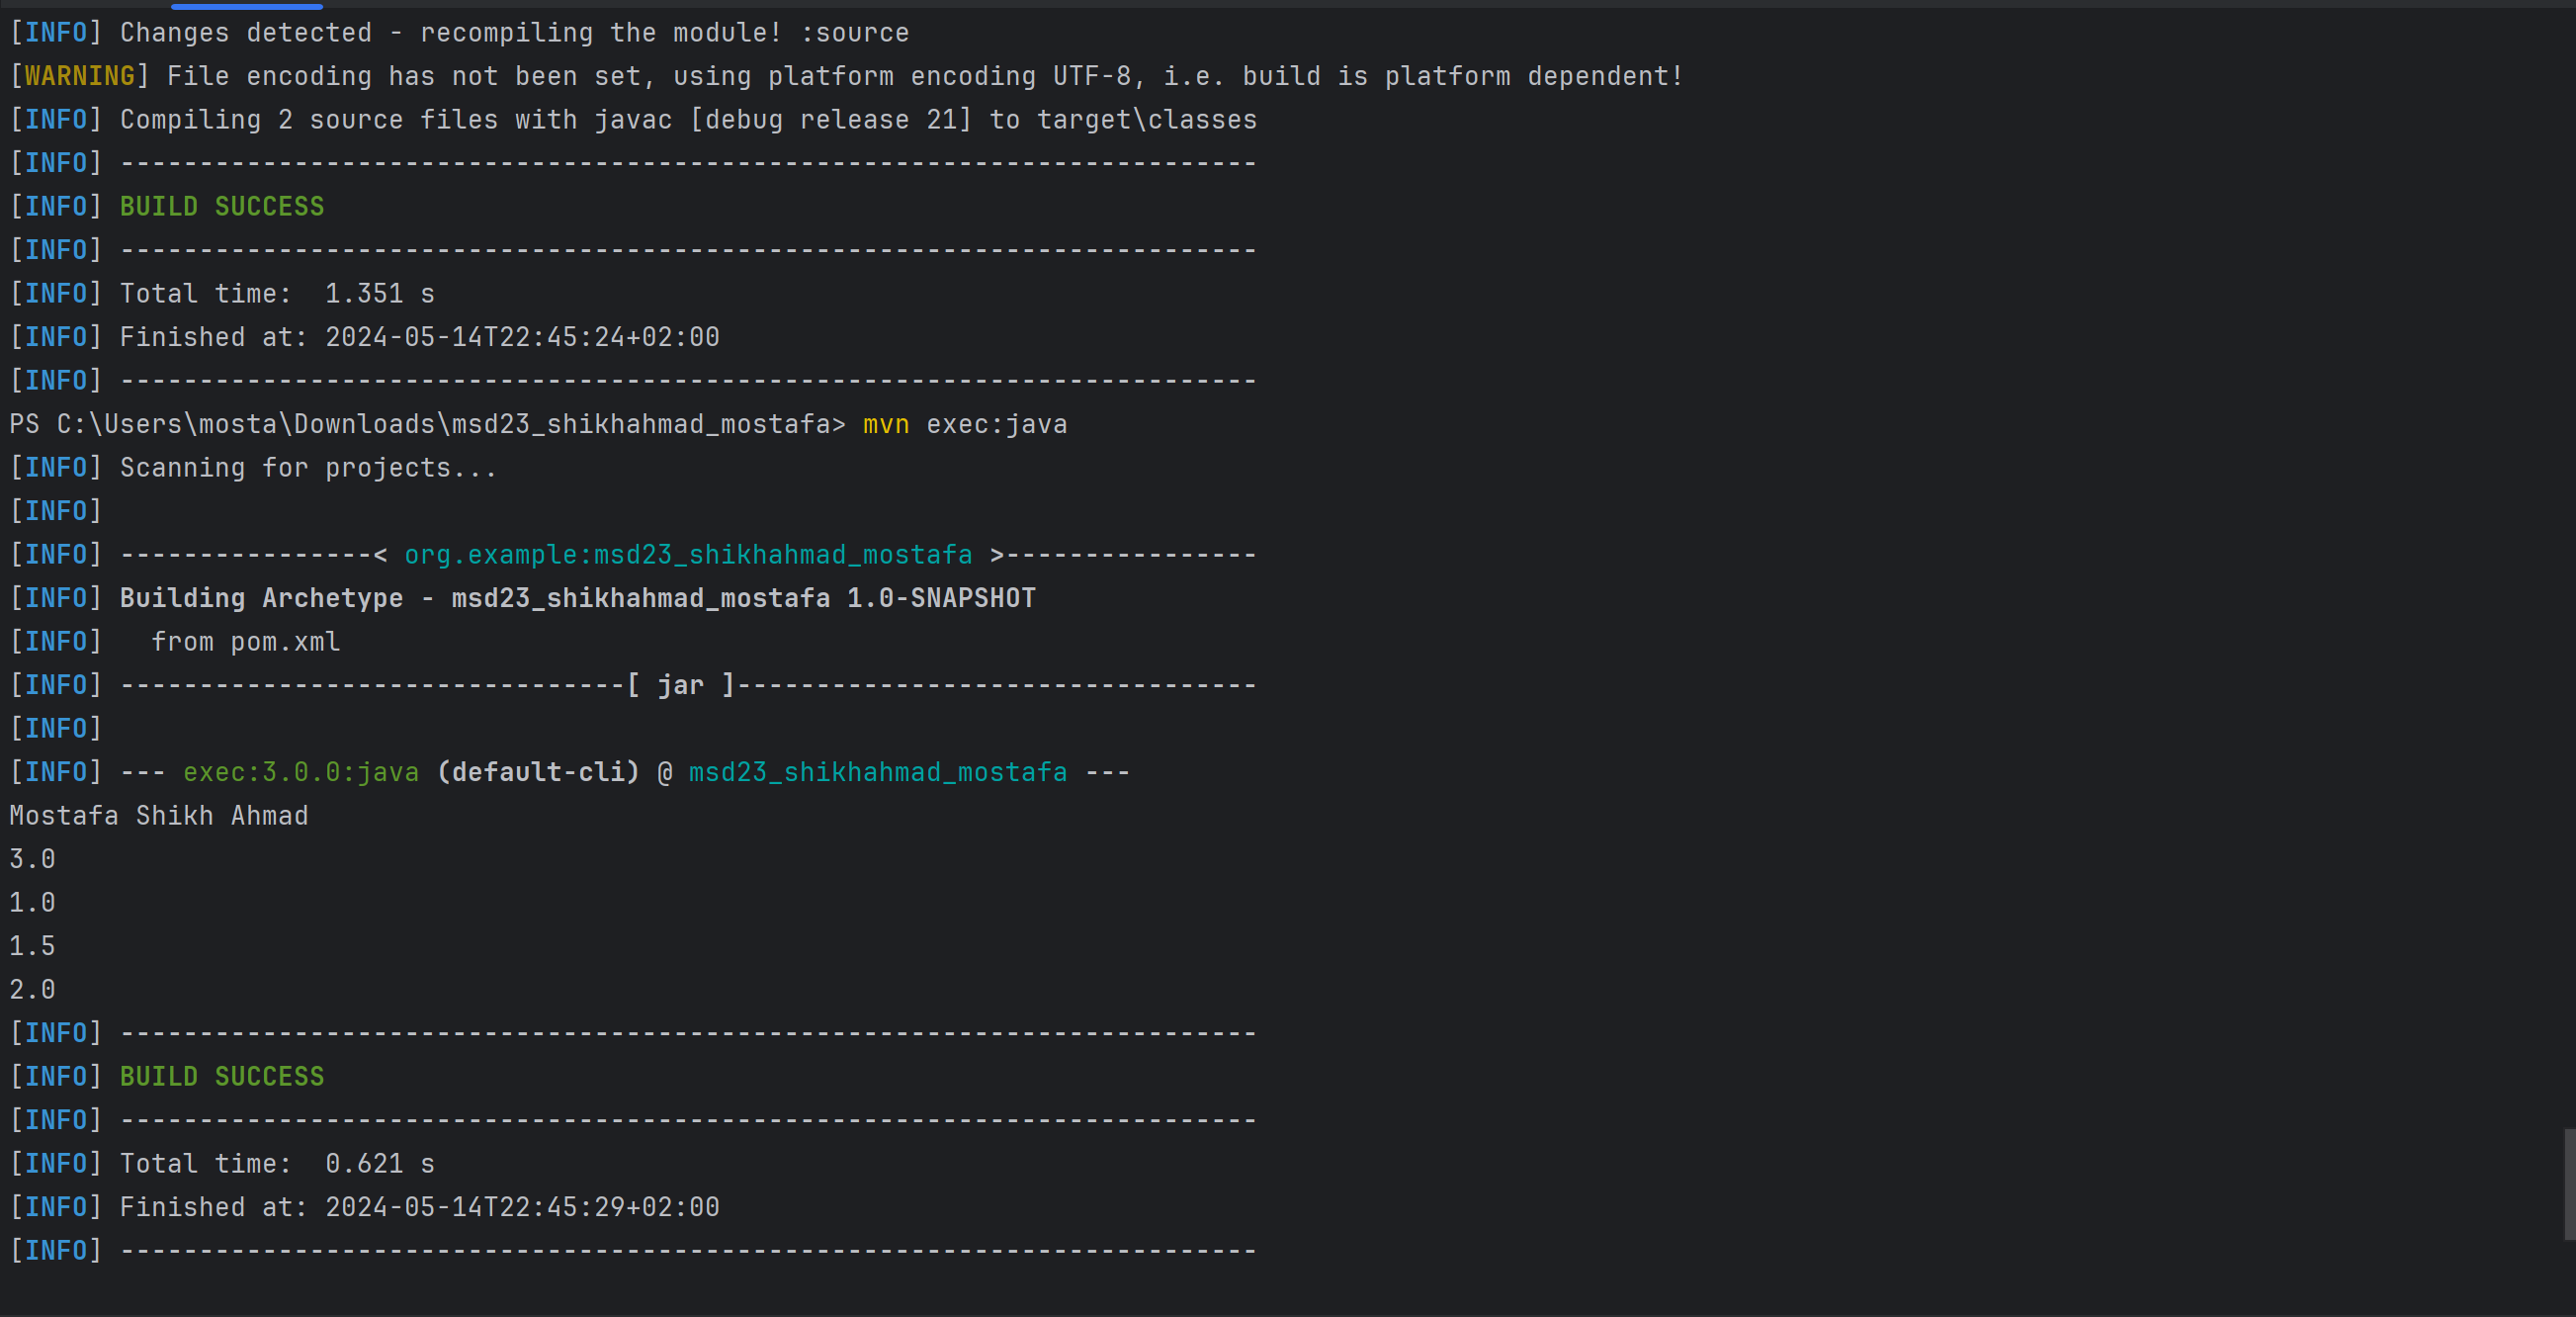 [INFO] Changes detected - recompiling the module! :source
[WARNING] File encoding has not been set, using platform encoding UTF-8, i.e. build is platform dependent!
[INFO] Compiling 2 source files with javac [debug release 21] to target\classes
[INFO] ------------------------------------------------------------------------
[INFO] BUILD SUCCESS
[INFO] ------------------------------------------------------------------------
[INFO] Total time:  1.351 s
[INFO] Finished at: 2024-05-14T22:45:24+02:00
[INFO] ------------------------------------------------------------------------
PS C:\Users\mosta\Downloads\msd23_shikhahmad_mostafa> mvn exec:java
[INFO] Scanning for projects...
[INFO]
[INFO] ----------------< org.example:msd23_shikhahmad_mostafa >----------------
[INFO] Building Archetype - msd23_shikhahmad_mostafa 1.0-SNAPSHOT
[INFO]   from pom.xml
[INFO] --------------------------------[ jar ]---------------------------------
[INFO]
[INFO] --- exec:3.0.0:java (default-cli) @ msd23_shikhahmad_mostafa ---
Mostafa Shikh Ahmad
3.0
1.0
1.5
2.0
[INFO] ------------------------------------------------------------------------
[INFO] BUILD SUCCESS
[INFO] ------------------------------------------------------------------------
[INFO] Total time:  0.621 s
[INFO] Finished at: 2024-05-14T22:45:29+02:00
[INFO] ------------------------------------------------------------------------